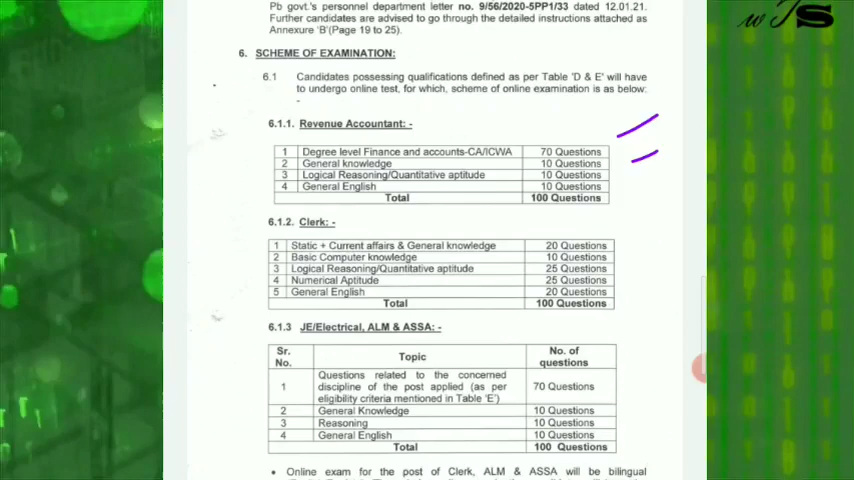 Pb govt.'s personnel department letter no. 9/56/2020-5PP1/33 dated 12.01.21.
Further candidates are advised to go through the detailed instructions attached as
Annexure 'B'(Page 19 to 25).
6. SCHEME OF EXAMINATION:
6.1 Candidates possessing qualifications defined as per Table 'D & E' will have
to undergo online test, for which, scheme of online examination is as below:
-
6.1.1. Revenue Accountant: -
1 Degree level Finance and accounts-CA/ICWA 70 Questions
2 General knowledge 10 Questions
3 Logical Reasoning/Quantitative aptitude 10 Questions
4 General English 10 Questions
Total 100 Questions
6.1.2. Clerk: -
1 Static + Current affairs & General knowledge 20 Questions
2 Basic Computer knowledge 10 Questions
3 Logical Reasoning/Quantitative aptitude 25 Questions
4 Numerical Aptitude 25 Questions
5 General English 20 Questions
Total 100 Questions
6.1.3 JE/Electrical, ALM & ASSA: -
Sr. No. Topic No. of questions
1 Questions related to the concerned
discipline of the post applied (as per 70 Questions
eligibility criteria mentioned in Table 'E')
2 General Knowledge 10 Questions
3 Reasoning 10 Questions
4 General English 10 Questions
Total 100 Questions
• Online exam for the post of Clerk, ALM & ASSA will be bilingual